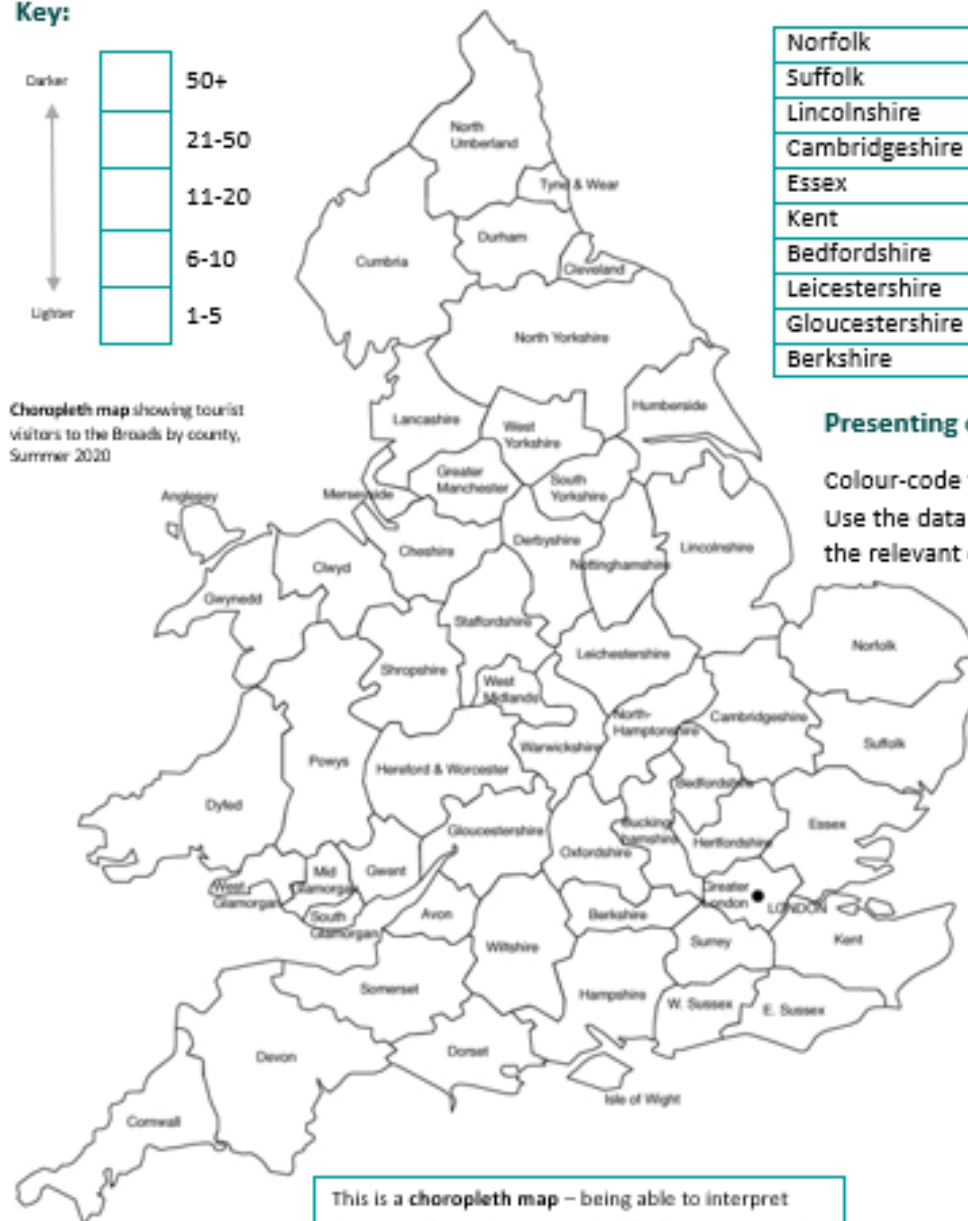 Key:
Darker
50+
21-50
11-20
6-10
Lighter
1-5
Choropleth map showing tourist
visitors to the Broads by county,
Summer 2020
Norfolk
Suffolk
Lincolnshire
Cambridgeshire
Essex
Kent
Bedfordshire
Leicestershire
Gloucestershire
Berkshire
Presenting
Colour-code
Use the data
the relevant
North
Umberland
Tyne & Wear
Durham
Cumbria
Cleveland
North Yorkshire
Lancashire
West
Yorkshire
Humberside
Greater
Manchester
South
Yorkshire
Merseyside
Anglesey
Cheshire
Derbyshire
Nottinghamshire
Lincolnshire
Clwyd
Gwynedd
Staffordshire
Leichestershire
Norfolk
Shropshire
West
Midlands
North-
Hamptonshire
Cambridgeshire
Suffolk
Warwickshire
Powys
Hereford & Worcester
Bedfordshire
Dyfed
Gloucestershire
Bucking
hamshire
Hertfordshire
Essex
Oxfordshire
Gwent
Mid
Glamorgan
West
Glamorgan
South
Glamorgan
Avon
Berkshire
Greater
London
LONDON
Kent
Wiltshire
Surrey
Somerset
Hampshire
W. Sussex
E. Sussex
Devon
Dorset
Isle of Wight
Cornwall
This is a choropleth map – being able to interpret